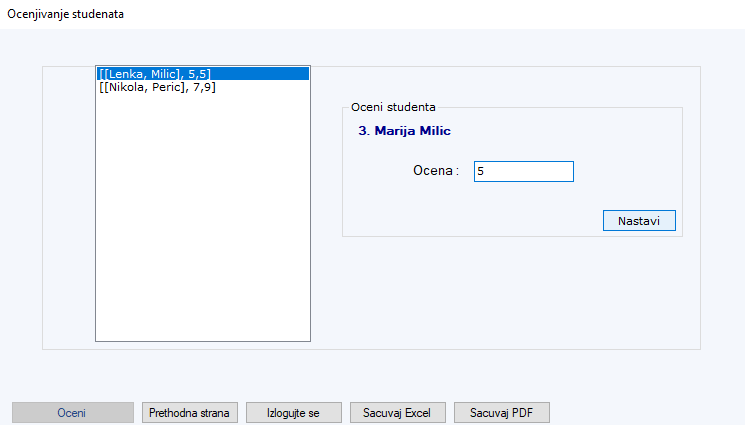 Ocenjivanje studenata
[[Lenka, Milic], 5,5]
[[Nikola, Peric], 7,9]
Oceni studenta
3. Marija Milic
Ocena :
5
Nastavi
Oceni
Prethodna strana
Izlogujte se
Sacuvaj Excel
Sacuvaj PDF